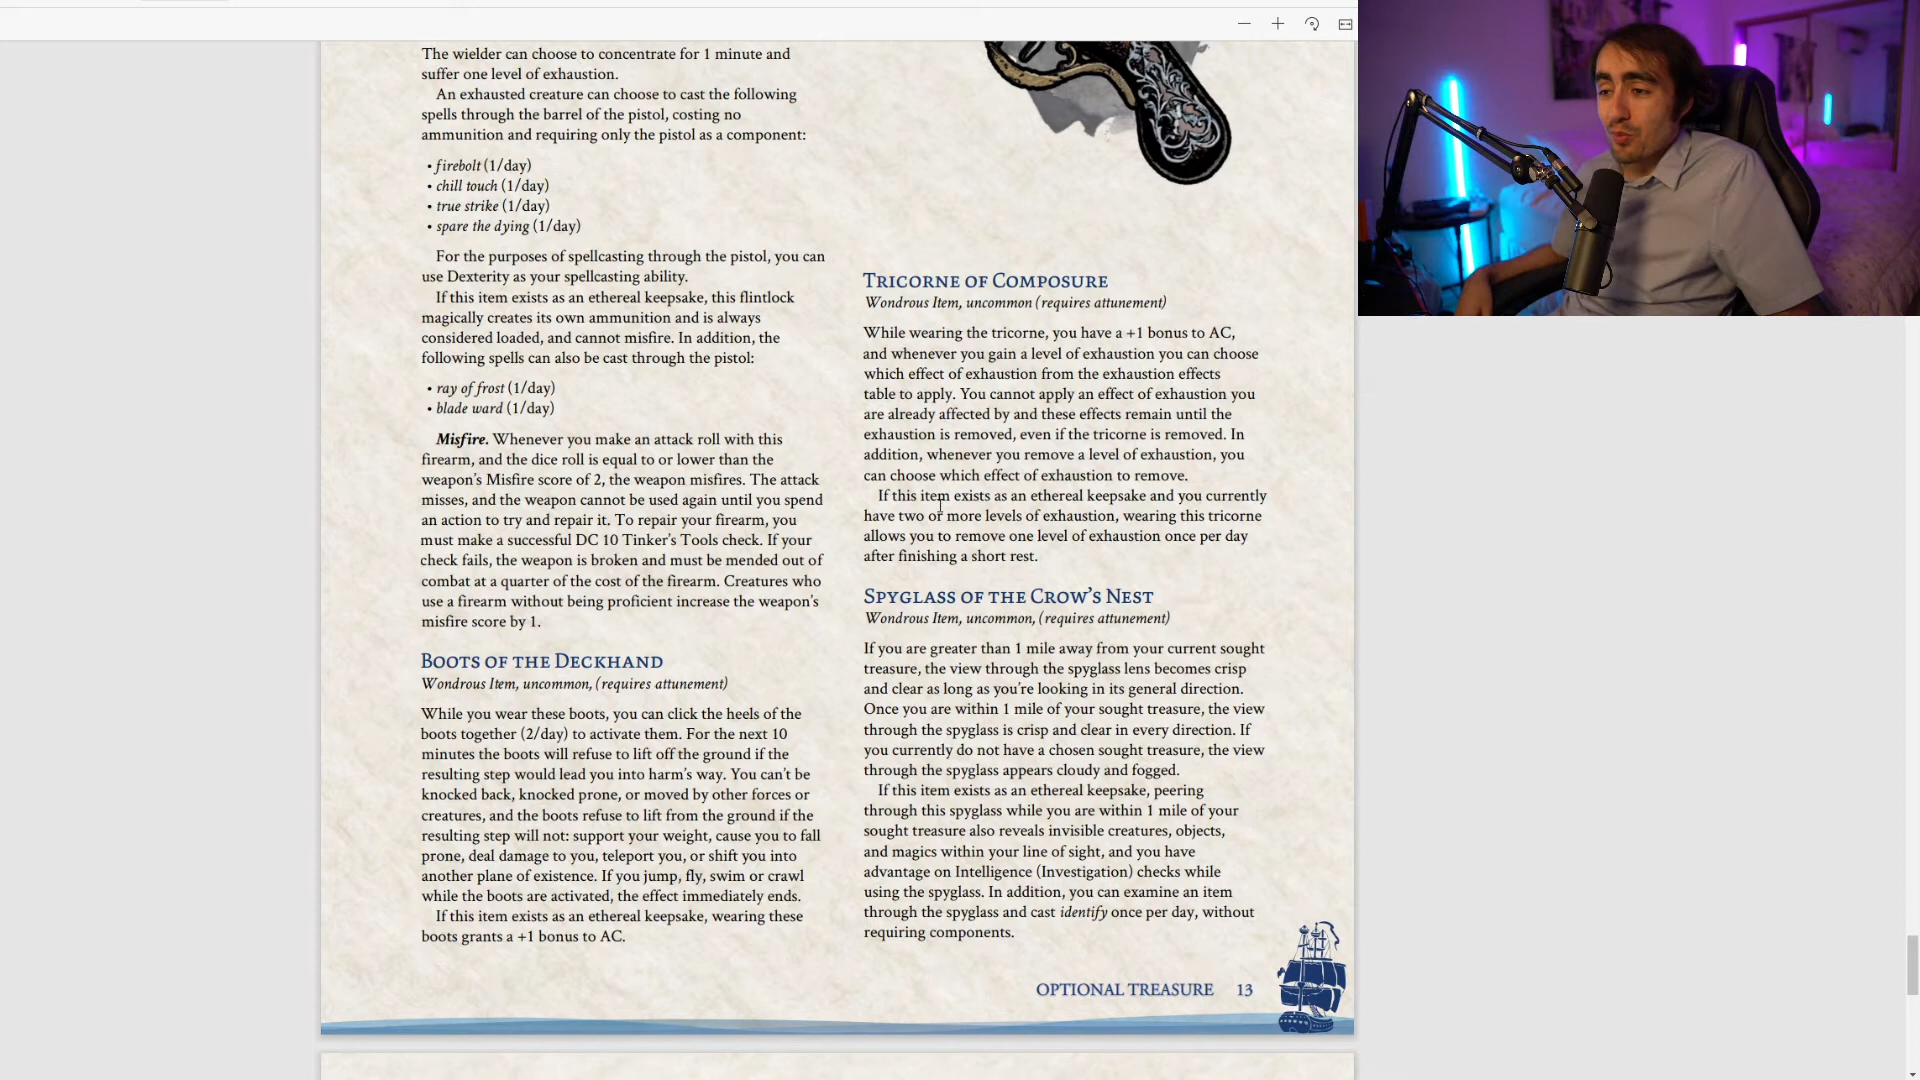 The wielder can choose to concentrate for 1 minute and
suffer one level of exhaustion.
An exhausted creature can choose to cast the following
spells through the barrel of the pistol, costing no
ammunition and requiring only the pistol as a component:
• firebolt (1/day)
• chill touch (1/day)
• true strike (1/day)
• spare the dying (1/day)
For the purposes of spellcasting through the pistol, you can
use Dexterity as your spellcasting ability.
If this item exists as an ethereal keepsake, this flintlock
magically creates its own ammunition and is always
considered loaded, and cannot misfire. In addition, the
following spells can also be cast through the pistol:
• ray of frost (1/day)
• blade ward (1/day)
Misfire. Whenever you make an attack roll with this
firearm, and the dice roll is equal to or lower than the
weapon's Misfire score of 2, the weapon misfires. The attack
misses, and the weapon cannot be used again until you spend
an action to try and repair it. To repair your firearm, you
must make a successful DC 10 Tinker's Tools check. If your
check fails, the weapon is broken and must be mended out of
combat at a quarter of the cost of the firearm. Creatures who
use a firearm without being proficient increase the weapon's
misfire score by 1.
BOOTS OF THE DECKHAND
Wondrous Item, uncommon, (requires attunement)
While you wear these boots, you can click the heels of the
boots together (2/day) to activate them. For the next 10
minutes the boots will refuse to lift off the ground if the
resulting step would lead you into harm's way. You can't be
knocked back, knocked prone, or moved by other forces or
creatures, and the boots refuse to lift from the ground if the
resulting step will not: support your weight, cause you to fall
prone, deal damage to you, teleport you, or shift you into
another plane of existence. If you jump, fly, swim or crawl
while the boots are activated, the effect immediately ends.
If this item exists as an ethereal keepsake, wearing these
boots grants a +1 bonus to AC.
TRICORNE OF COMPOSURE
Wondrous Item, uncommon (requires attunement)
While wearing the tricorne, you have a +1 bonus to AC,
and whenever you gain a level of exhaustion you can choose
which effect of exhaustion from the exhaustion effects
table to apply. You cannot apply an effect of exhaustion you
are already affected by and these effects remain until the
exhaustion is removed, even if the tricorne is removed. In
addition, whenever you remove a level of exhaustion, you
can choose which effect of exhaustion to remove.
If this item exists as an ethereal keepsake and you currently
have two or more levels of exhaustion, wearing this tricorne
allows you to remove one level of exhaustion once per day
after finishing a short rest.
SPYGLASS OF THE CROW'S NEST
Wondrous Item, uncommon, (requires attunement)
If you are greater than 1 mile away from your current sought
treasure, the view through the spyglass lens becomes crisp
and clear as long as you're looking in its general direction.
Once you are within 1 mile of your sought treasure, the view
through the spyglass is crisp and clear in every direction. If
you currently do not have a chosen sought treasure, the view
through the spyglass appears cloudy and fogged.
If this item exists as an ethereal keepsake, peering
through this spyglass while you are within 1 mile of your
sought treasure also reveals invisible creatures, objects,
and magics within your line of sight, and you have
advantage on Intelligence (Investigation) checks while
using the spyglass. In addition, you can examine an item
through the spyglass and cast identify once per day, without
requiring components.
OPTIONAL TREASURE 13